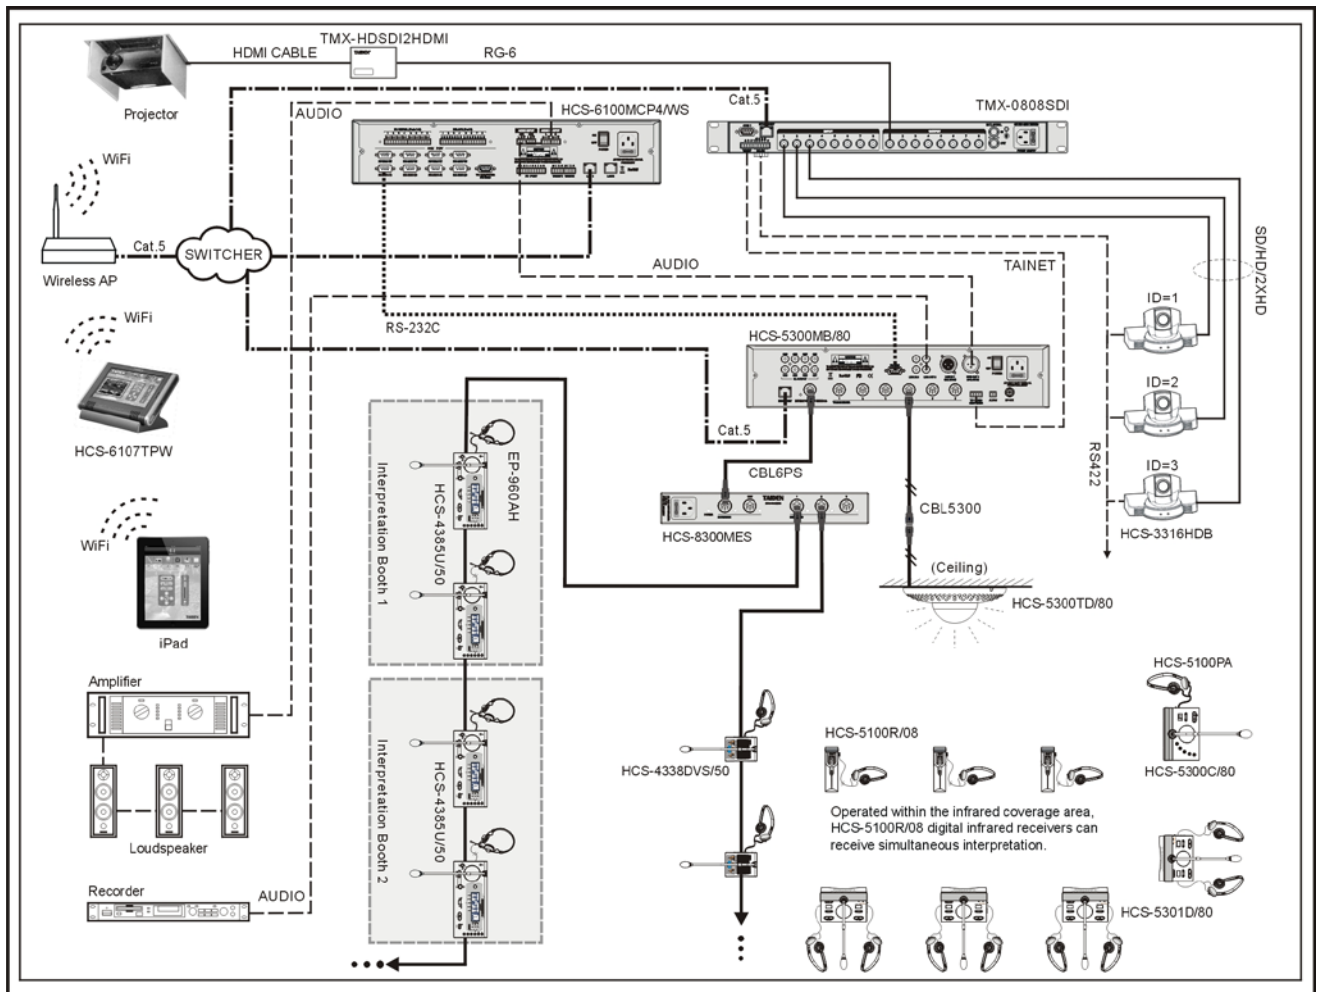 TMX-HDSDI2HDMI
HDMI CABLE
RG-6
Projector
AUDIO
HCS-6100MCP4/WS
Cat.5
TMX-0808SDI
WiFi
Cat.5
SWITCHER
Wireless AP
AUDIO
TAINET
SD/HD/2XHD
WiFi
RS-232C
ID=1
HCS-5300MB/80
HCS-6107TPW
ID=2
Cat.5
RS422
CBL6PS
ID=3
EP-960AH
Interpretation Booth 1
HCS-4385U/50
TAIDEN
CBL5300
HCS-8300MES
HCS-3316HDB
WiFi
(Ceiling)
HCS-5300TD/80
iPad
HCS-5100PA
Amplifier
HCS-5100R/08
Interpretation Booth 2
HCS-4385U/50
HCS-4338DVS/50
HCS-5300C/80
Operated within the infrared coverage area,
HCS-5100R/08 digital infrared receivers can
receive simultaneous interpretation.
Loudspeaker
Recorder
AUDIO
HCS-5301D/80